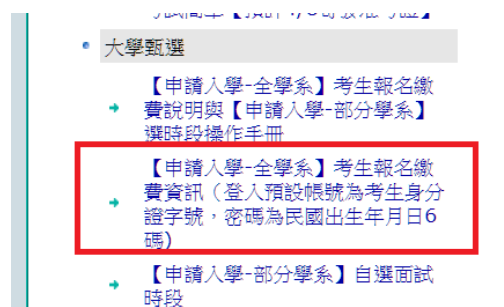 大學甄選
【申請入學-全學系】考生報名繳
費說明與【申請入學-部分學系】
選時段操作手冊
【申請入學-全學系】考生報名繳
費資訊（登入預設帳號為考生身分
證字號，密碼為民國出生年月日6
碼)
【申請入學-部分學系】自選面試
時段